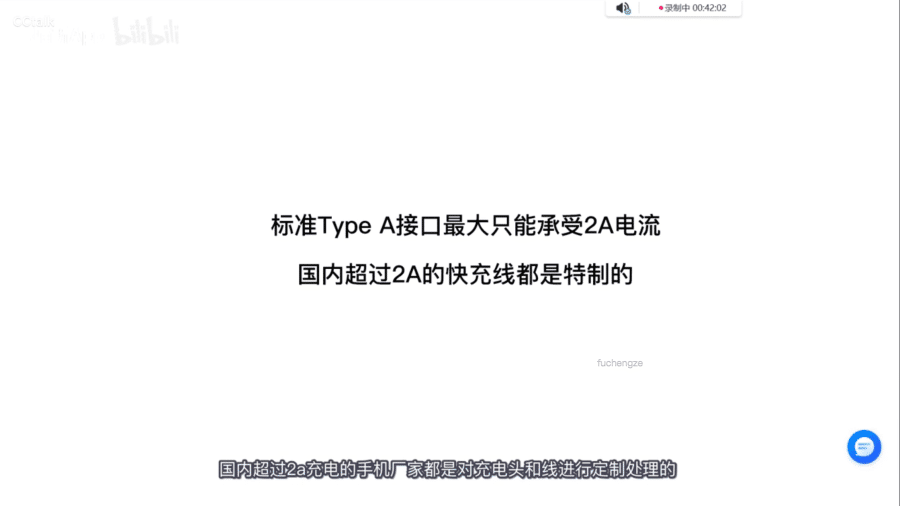 CCtalk
bilibili
录制中 00:42:02
标准Type A接口最大只能承受2A电流
国内超过2A的快充线都是特制的
fuchengze
国内超过2a充电的手机厂家都是对充电头和线进行定制处理的